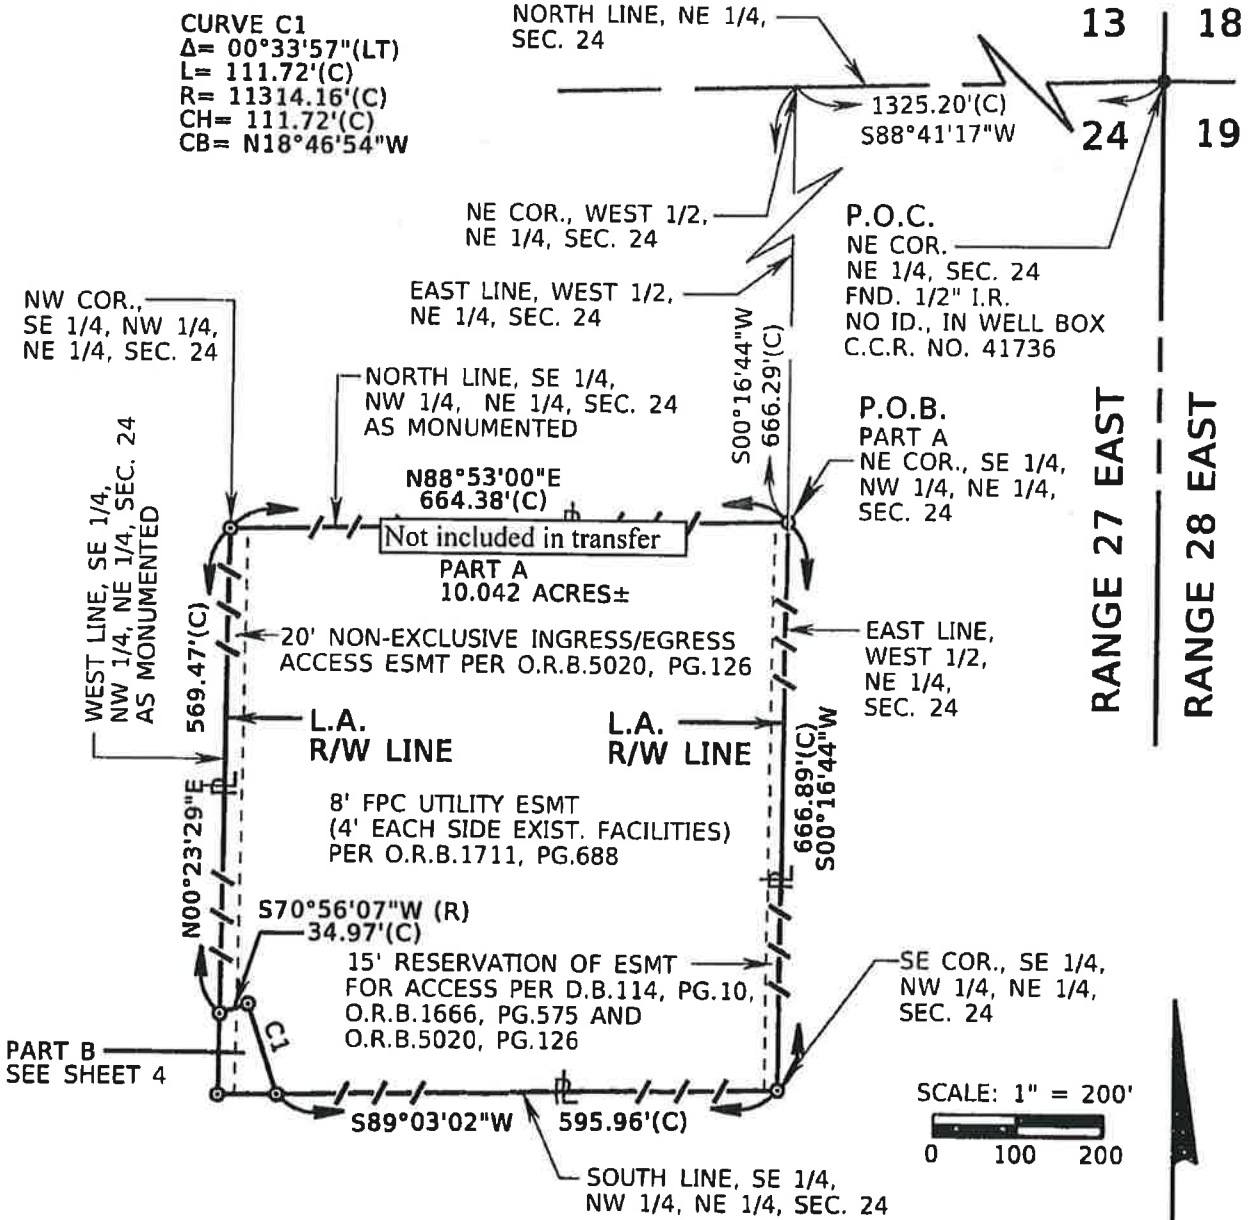 CURVE C1
Δ= 00°33'57"(LT)
L= 111.72'(C)
R= 11314.16'(C)
CH= 111.72'(C)
CB= N18°46'54"W
NORTH LINE, NE 1/4,
SEC. 24
13
18
24
19
1325.20'(C)
S88°41'17"W
NE COR., WEST 1/2,
NE 1/4, SEC. 24
P.O.C.
NE COR.
NE 1/4, SEC. 24
FND. 1/2" I.R.
NO ID., IN WELL BOX
C.C.R. NO. 41736
EAST LINE, WEST 1/2,
NE 1/4, SEC. 24
S00°16'44"W
666.29'(C)
NW COR.,
SE 1/4, NW 1/4,
NE 1/4, SEC. 24
NORTH LINE, SE 1/4,
NW 1/4, NE 1/4, SEC. 24
AS MONUMENTED
P.O.B.
PART A
NE COR., SE 1/4,
NW 1/4, NE 1/4,
SEC. 24
RANGE 27 EAST
RANGE 28 EAST
WEST LINE, SE 1/4,
NW 1/4, NE 1/4, SEC. 24
AS MONUMENTED
N88°53'00"E
664.38'(C)
Not included in transfer
PART A
10.042 ACRES±
569.47'(C)
N00°23'29"E
20' NON-EXCLUSIVE INGRESS/EGRESS
ACCESS ESMT PER O.R.B.5020, PG.126
EAST LINE,
WEST 1/2,
NE 1/4,
SEC. 24
L.A.
R/W LINE
L.A.
R/W LINE
666.89'(C)
S00°16'44"W
8' FPC UTILITY ESMT
(4' EACH SIDE EXIST. FACILITIES)
PER O.R.B.1711, PG.688
S70°56'07"W (R)
34.97'(C)
15' RESERVATION OF ESMT
FOR ACCESS PER D.B.114, PG.10,
O.R.B.1666, PG.575 AND
O.R.B.5020, PG.126
SE COR., SE 1/4,
NW 1/4, NE 1/4,
SEC. 24
C1
PART B
SEE SHEET 4
S89°03'02"W 595.96'(C)
SCALE: 1" = 200'
0 100 200
SOUTH LINE, SE 1/4,
NW 1/4, NE 1/4, SEC. 24